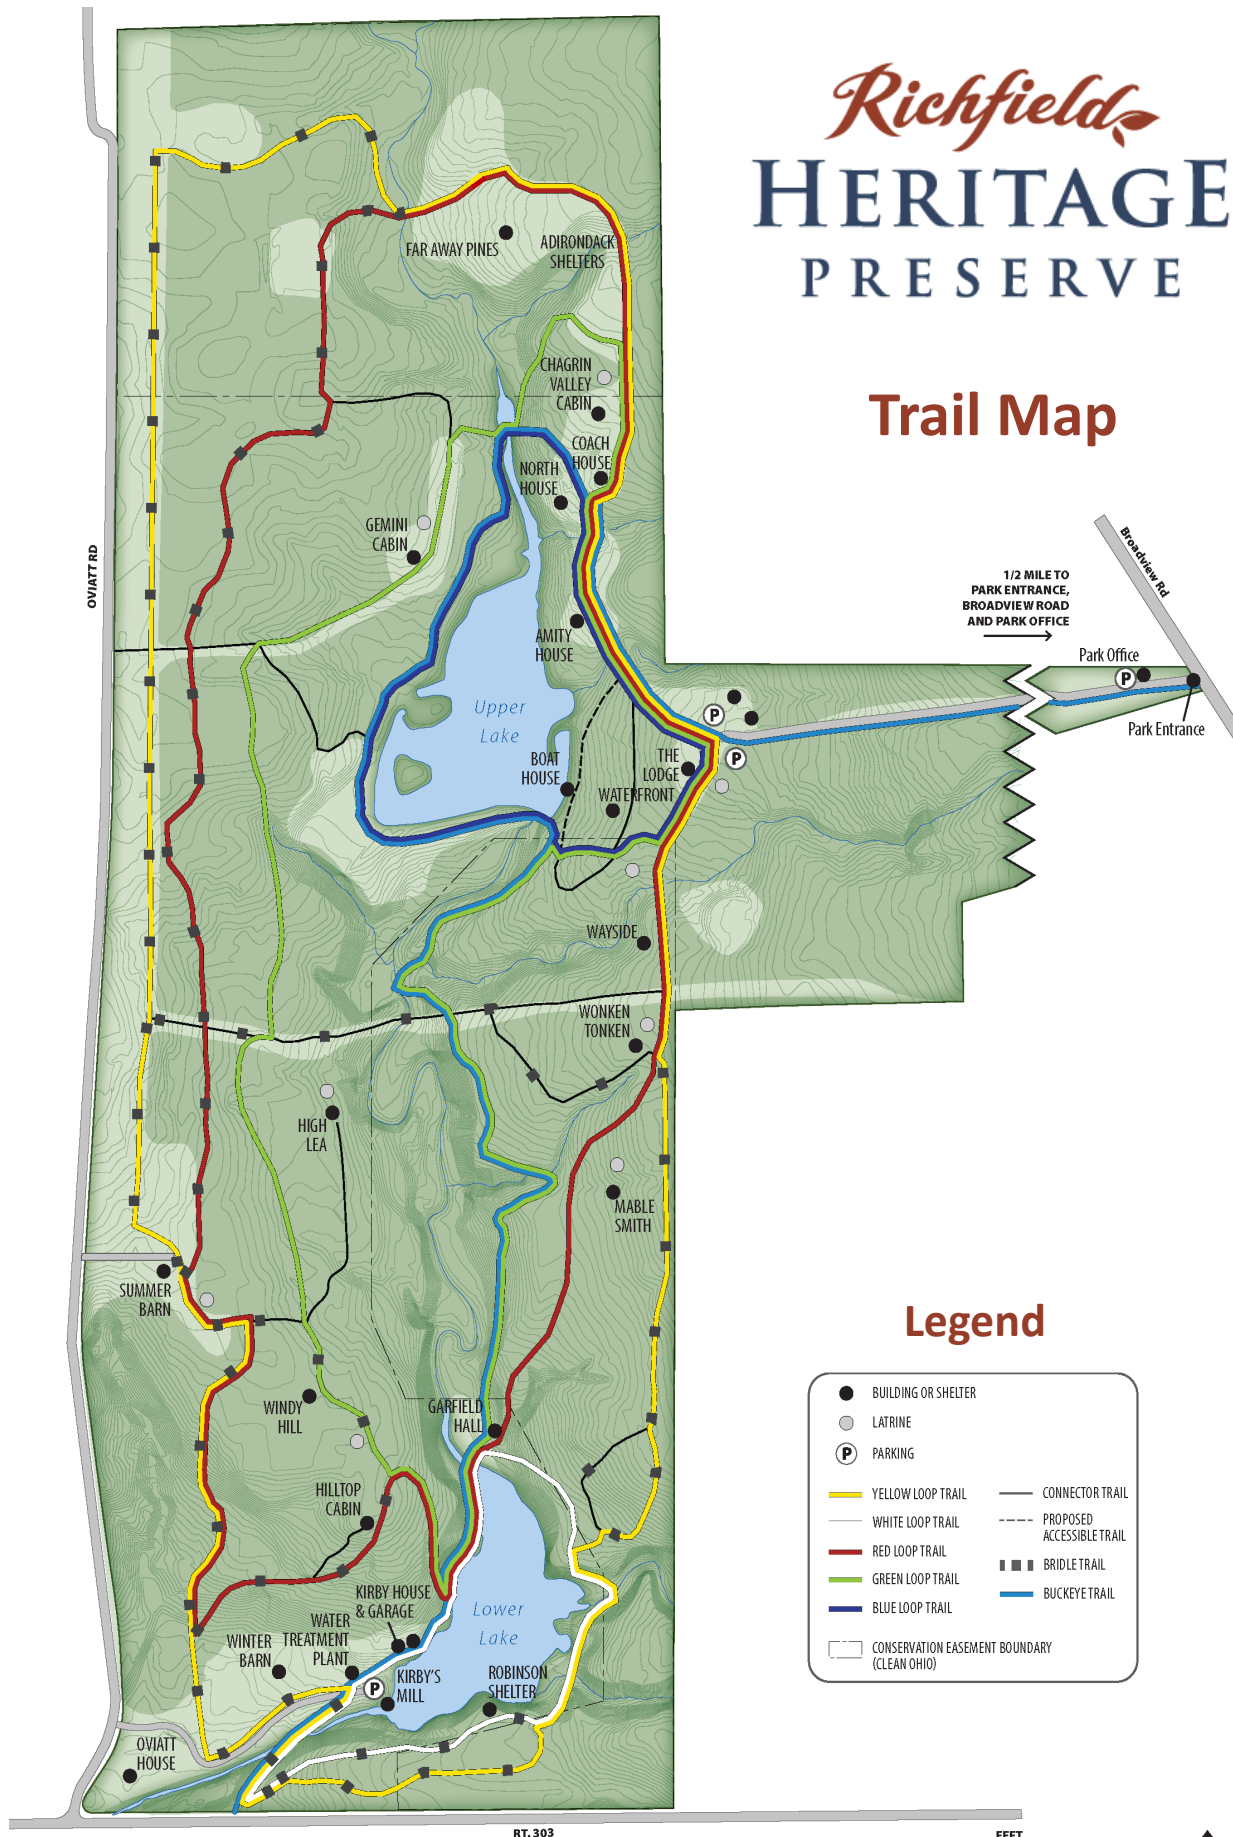 Richfield
HERITAGE
PRESERVE
Trail Map
FAR AWAY PINES
ADIRONDACK
SHELTERS
CHAGRIN
VALLEY
CABIN
COACH
HOUSE
NORTH
HOUSE
GEMINI
CABIN
OVIATT RD
Broadview Rd
1/2 MILE TO
PARK ENTRANCE,
BROADVIEW ROAD
AND PARK OFFICE
Park Office
P
Park Entrance
AMITY
HOUSE
Upper
Lake
P
P
BOAT
HOUSE
THE
LODGE
WATERFRONT
WAYSIDE
WONKEN
TONKEN
HIGH
LEA
MABLE
SMITH
SUMMER
BARN
WINDY
HILL
GARFIELD
HALL
HILLTOP
CABIN
KIRBY HOUSE
& GARAGE
WATER
TREATMENT
PLANT
WINTER
BARN
Lower
Lake
P
KIRBY'S
MILL
ROBINSON
SHELTER
OVIATT
HOUSE
RT. 303
FEET
Legend
BUILDING OR SHELTER
LATRINE
P PARKING
YELLOW LOOP TRAIL
WHITE LOOP TRAIL
RED LOOP TRAIL
GREEN LOOP TRAIL
BLUE LOOP TRAIL
CONNECTOR TRAIL
PROPOSED
ACCESSIBLE TRAIL
BRIDLE TRAIL
BUCKEYE TRAIL
CONSERVATION EASEMENT BOUNDARY
(CLEAN OHIO)